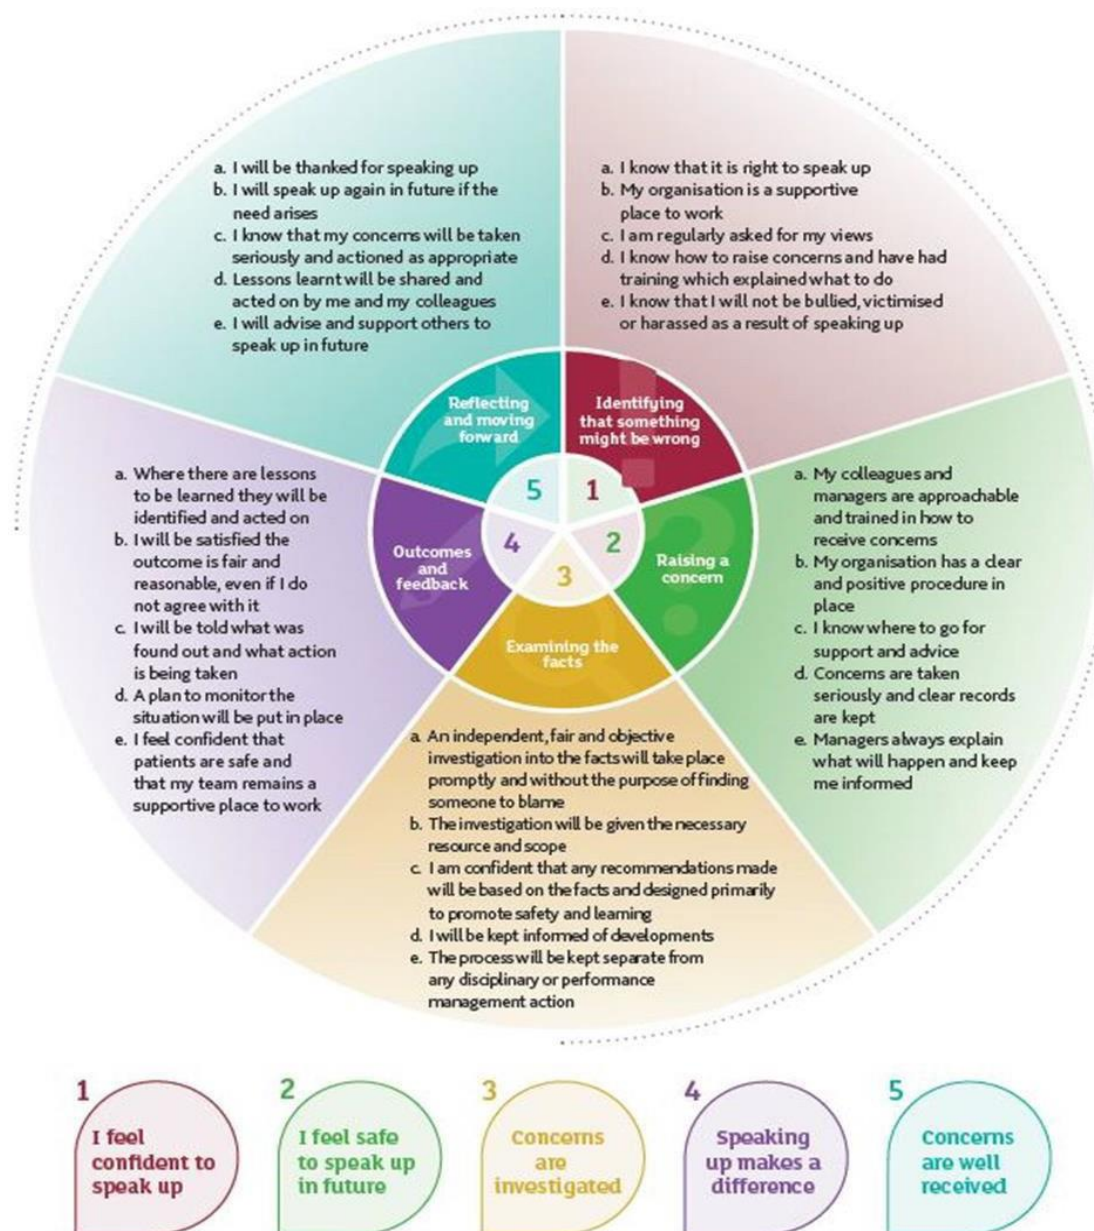 a. I will be thanked for speaking up
b. I will speak up again in future if the
need arises
c. I know that my concerns will be taken
seriously and actioned as appropriate
d. Lessons learnt will be shared and
acted on by me and my colleagues
e. I will advise and support others to
speak up in future
a. I know that it is right to speak up
b. My organisation is a supportive
place to work
c. I am regularly asked for my views
d. I know how to raise concerns and have had
training which explained what to do
e. I know that I will not be bullied, victimised
or harassed as a result of speaking up
Reflecting
and moving
forward
Identifying
that something
might be wrong
5
1
4
2
3
Outcomes
and
feedback
Raising a
concern
Examining the
facts
a. Where there are lessons
to be learned they will be
identified and acted on
b. I will be satisfied the
outcome is fair and
reasonable, even if I do
not agree with it
c. I will be told what was
found out and what action
is being taken
d. A plan to monitor the
situation will be put in place
e. I feel confident that
patients are safe and
that my team remains a
supportive place to work
a. My colleagues and
managers are approachable
and trained in how to
receive concerns
b. My organisation has a clear
and positive procedure in
place
c. I know where to go for
support and advice
d. Concerns are taken
seriously and clear records
are kept
e. Managers always explain
what will happen and keep
me informed
a. An independent, fair and objective
investigation into the facts will take place
promptly and without the purpose of finding
someone to blame
b. The investigation will be given the necessary
resource and scope
c. I am confident that any recommendations made
will be based on the facts and designed primarily
to promote safety and learning
d. I will be kept informed of developments
e. The process will be kept separate from
any disciplinary or performance
management action
1
I feel
confident to
speak up
2
I feel safe
to speak up
in future
3
Concerns
are
investigated
4
Speaking
up makes a
difference
5
Concerns
are well
received